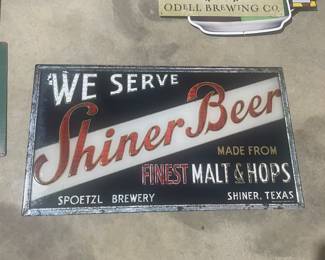 ODELL BREWING CO.
WE SERVE
Shiner Beer
MADE FROM
FINEST MALT & HOPS
SPOETZL BREWERY SHINER, TEXAS